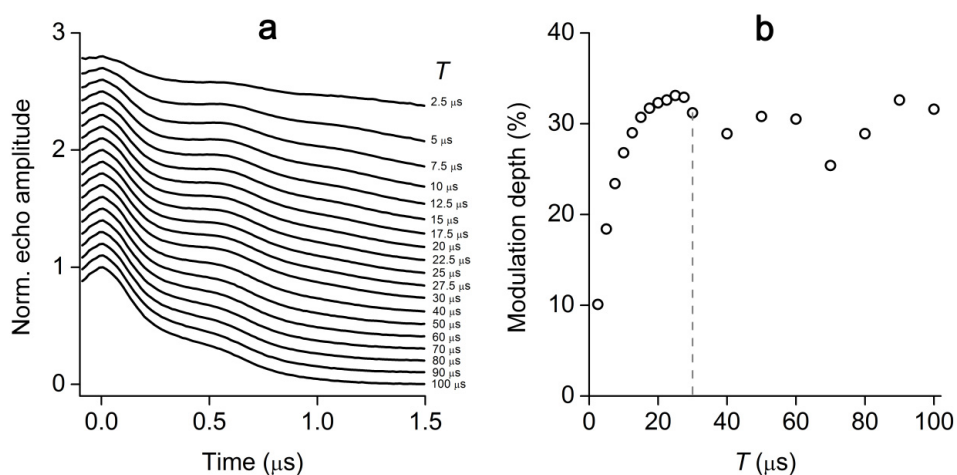 a
b
3
2
1
0
Norm. echo amplitude
T
2.5 μs
5 μs
7.5 μs
10 μs
12.5 μs
15 μs
17.5 μs
20 μs
22.5 μs
25 μs
27.5 μs
30 μs
40 μs
50 μs
60 μs
70 μs
80 μs
90 μs
100 μs
0.0 0.5 1.0 1.5
Time (μs)
40
30
20
10
0
Modulation depth (%)
0 20 40 60 80 100
T (μs)